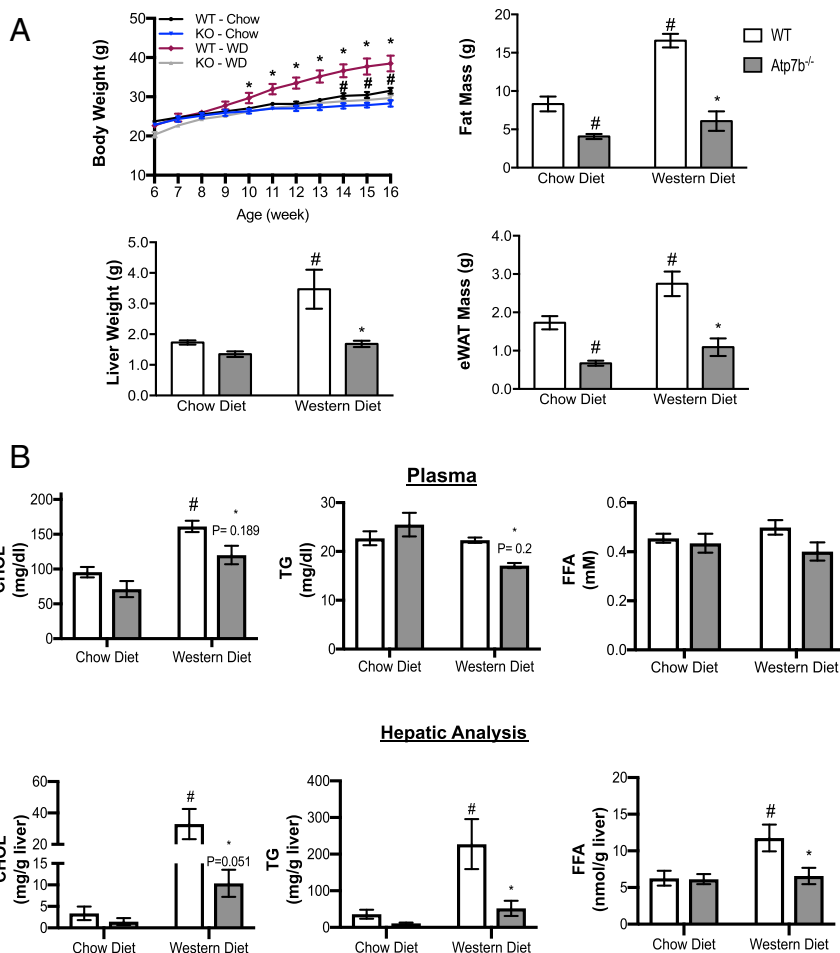 A
Body Weight (g)
50
40
30
20
10
WT - Chow
KO - Chow
WT - WD
KO - WD
* * * * * * *
# # #
6 7 8 9 10 11 12 13 14 15 16
Age (week)
Fat Mass (g)
20
15
10
5
0
#
#
*
Chow Diet Western Diet
WT
Atp7b-/-
Liver Weight (g)
5.0
4.0
3.0
2.0
1.0
0.0
#
*
Chow Diet Western Diet
eWAT Mass (g)
4.0
3.0
2.0
1.0
0.0
#
#
*
Chow Diet Western Diet
B
Plasma
(mg/dl)
200
150
100
50
0
#
*
P= 0.189
Chow Diet Western Diet
TG
(mg/dl)
30
20
10
0
*
P= 0.2
Chow Diet Western Diet
FFA
(mM)
0.6
0.4
0.2
0.0
Chow Diet Western Diet
Hepatic Analysis
(mg/g liver)
60
40
20
15
10
5
0
#
*
P=0.051
Chow Diet Western Diet
TG
(mg/g liver)
400
300
200
100
0
#
*
Chow Diet Western Diet
FFA
(nmol/g liver)
20
15
10
5
0
#
*
Chow Diet Western Diet